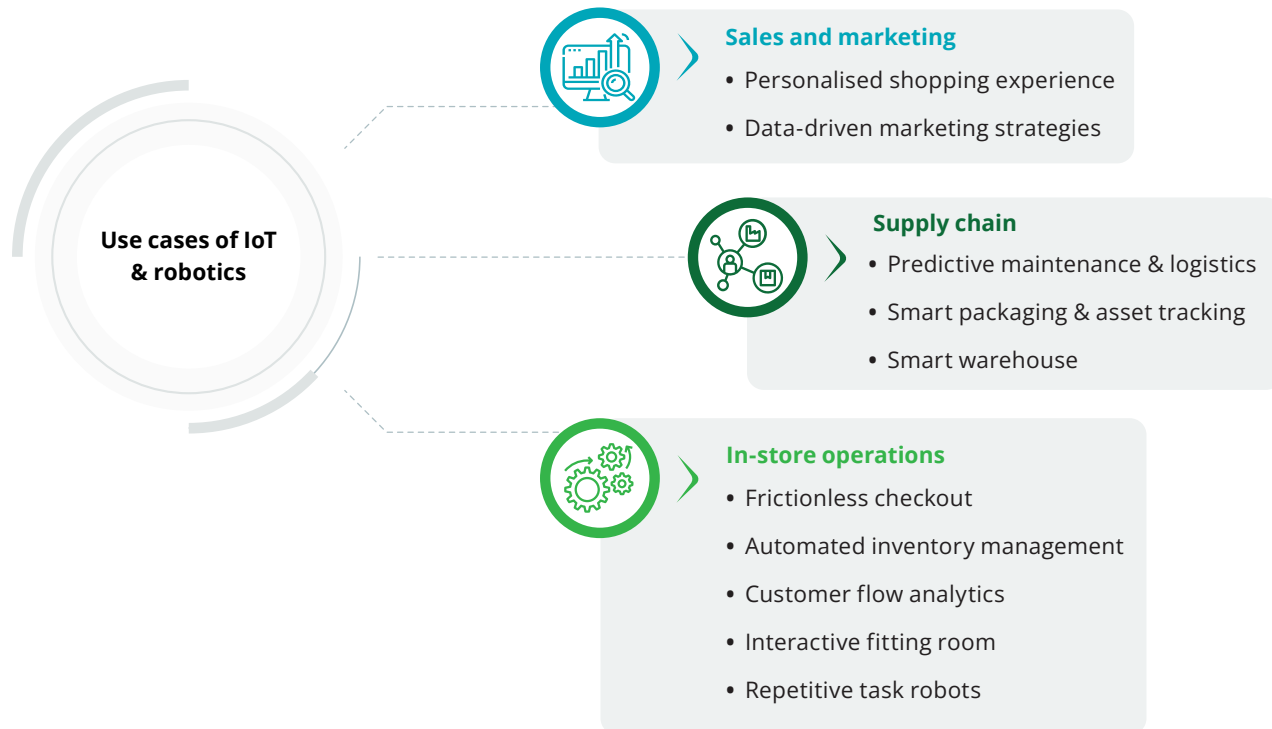 Use cases of IoT
& robotics
Sales and marketing
• Personalised shopping experience
• Data-driven marketing strategies
Supply chain
• Predictive maintenance & logistics
• Smart packaging & asset tracking
• Smart warehouse
In-store operations
• Frictionless checkout
• Automated inventory management
• Customer flow analytics
• Interactive fitting room
• Repetitive task robots